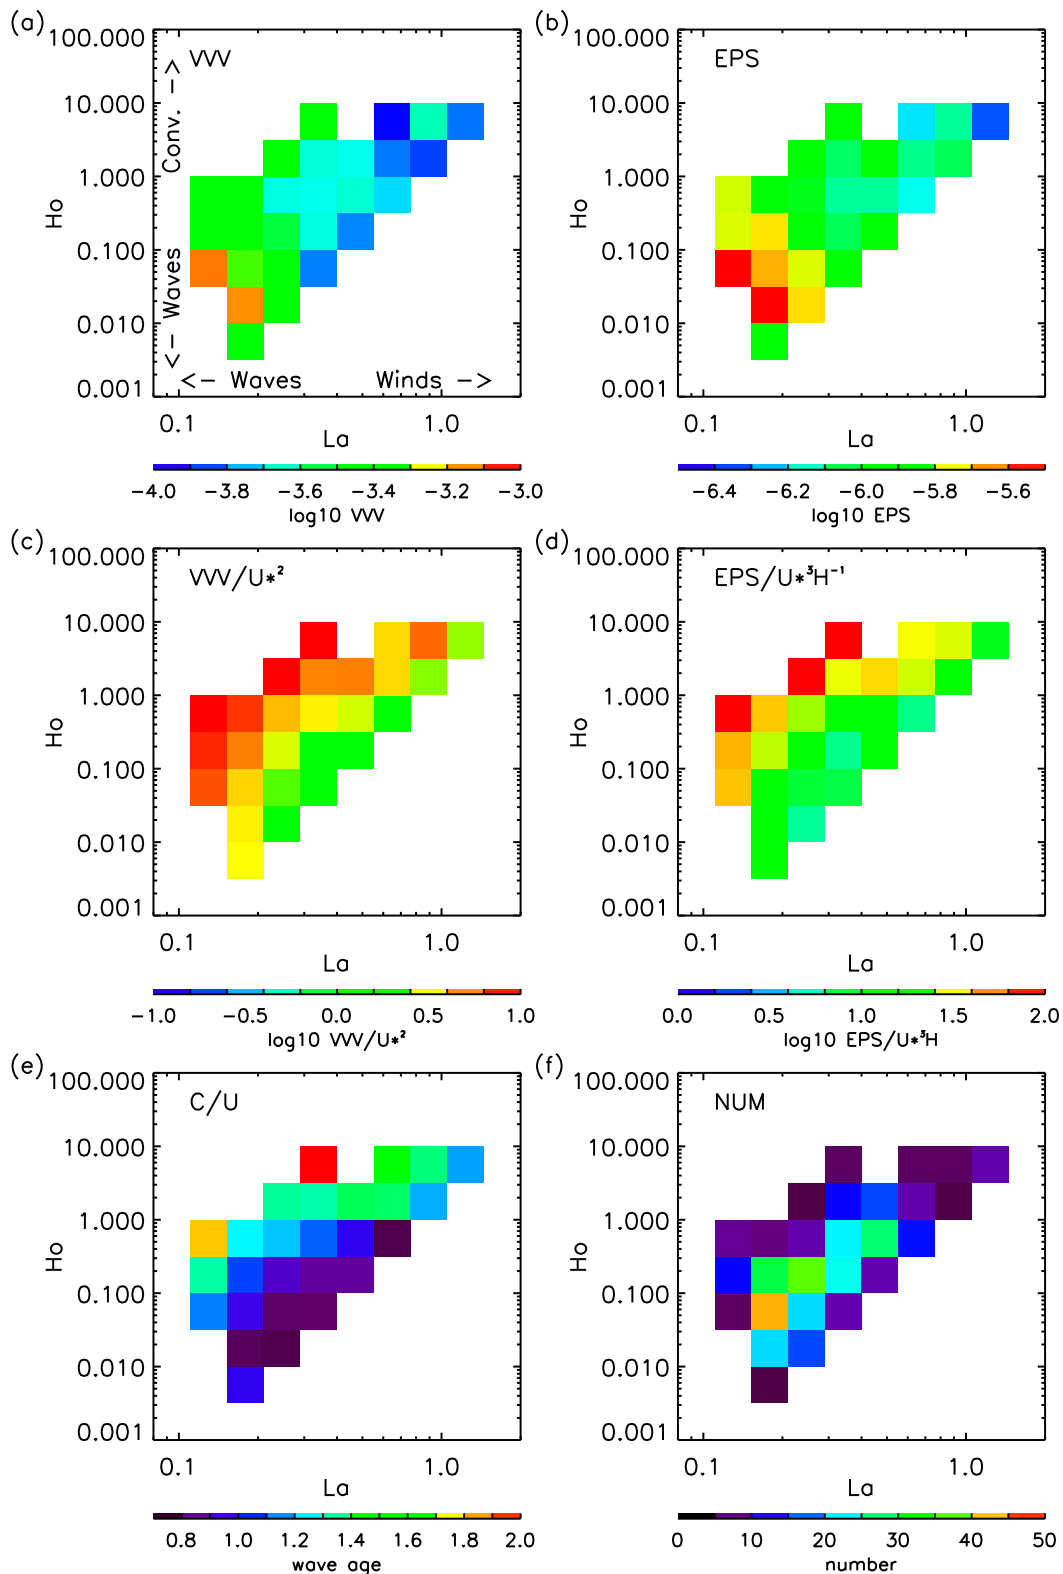 (a)
VVV
100.000
10.000
1.000
0.100
0.010
0.001
Ho
<- Waves
Conv. ->
<- Waves
Winds ->
0.1
1.0
La
-4.0 -3.8 -3.6 -3.4 -3.2 -3.0
log10 VVV
(b)
EPS
100.000
10.000
1.000
0.100
0.010
0.001
Ho
0.1
1.0
La
-6.4 -6.2 -6.0 -5.8 -5.6
log10 EPS
(c)
VVV/U*²
100.000
10.000
1.000
0.100
0.010
0.001
Ho
0.1
1.0
La
-1.0 -0.5 0.0 0.5 1.0
log10 VVV/U*²
(d)
EPS/U*³H⁻¹
100.000
10.000
1.000
0.100
0.010
0.001
Ho
0.1
1.0
La
0.0 0.5 1.0 1.5 2.0
log10 EPS/U*³H
(e)
C/U
100.000
10.000
1.000
0.100
0.010
0.001
Ho
0.1
1.0
La
0.8 1.0 1.2 1.4 1.6 1.8 2.0
wave age
(f)
NUM
100.000
10.000
1.000
0.100
0.010
0.001
Ho
0.1
1.0
La
0 10 20 30 40 50
number